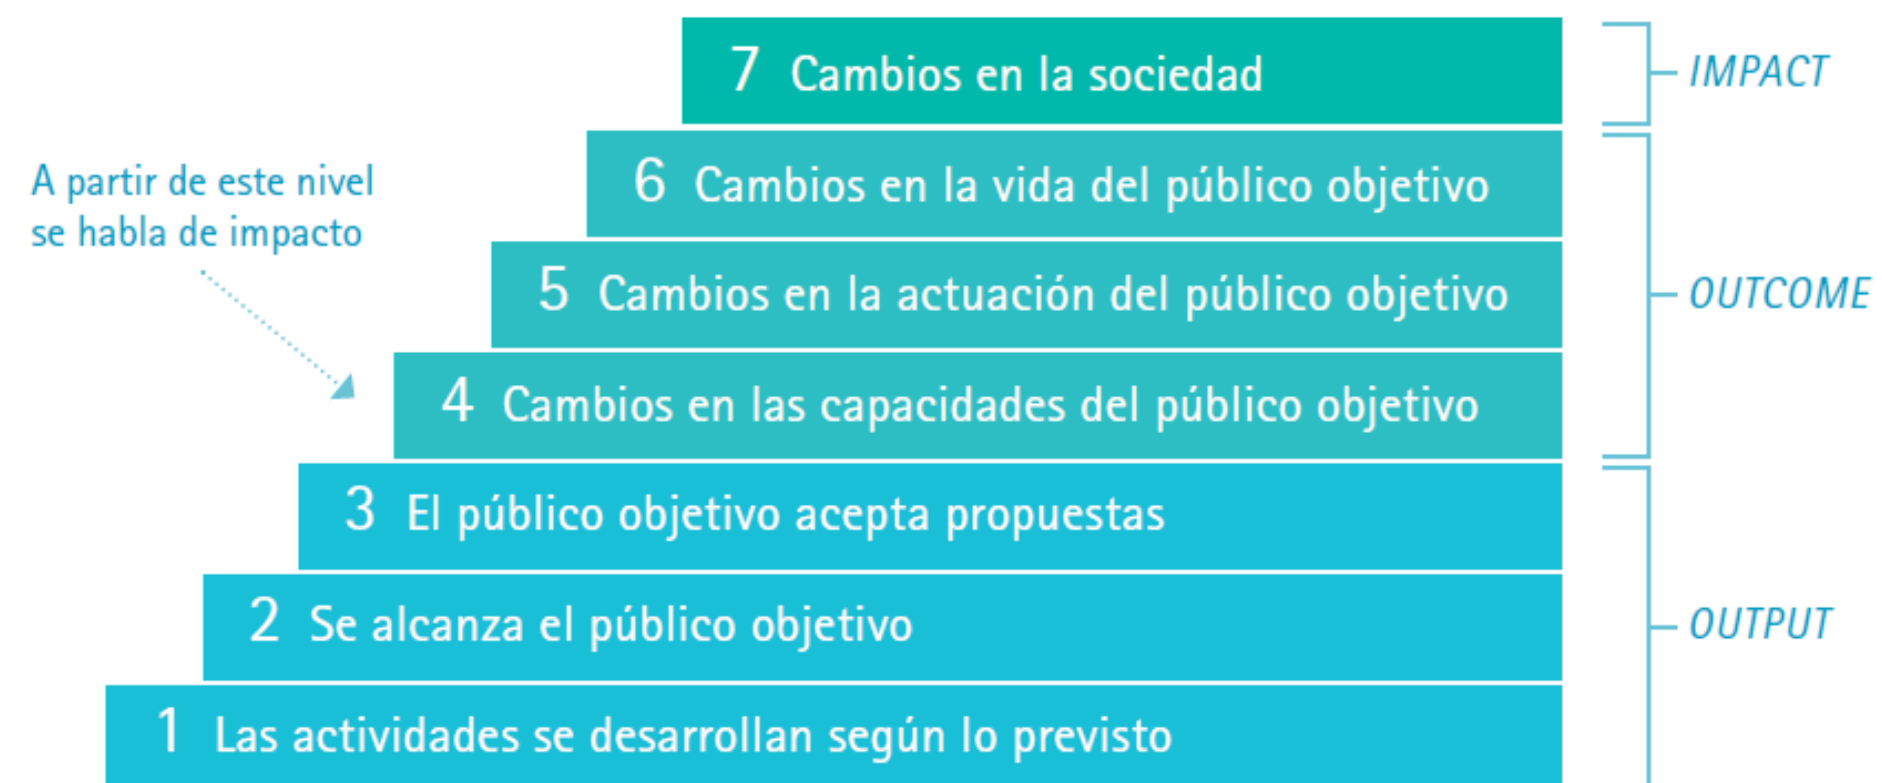 7 Cambios en la sociedad
IMPACT
A partir de este nivel
se habla de impacto
6 Cambios en la vida del público objetivo
5 Cambios en la actuación del público objetivo
OUTCOME
4 Cambios en las capacidades del público objetivo
3 El público objetivo acepta propuestas
2 Se alcanza el público objetivo
OUTPUT
1 Las actividades se desarrollan según lo previsto